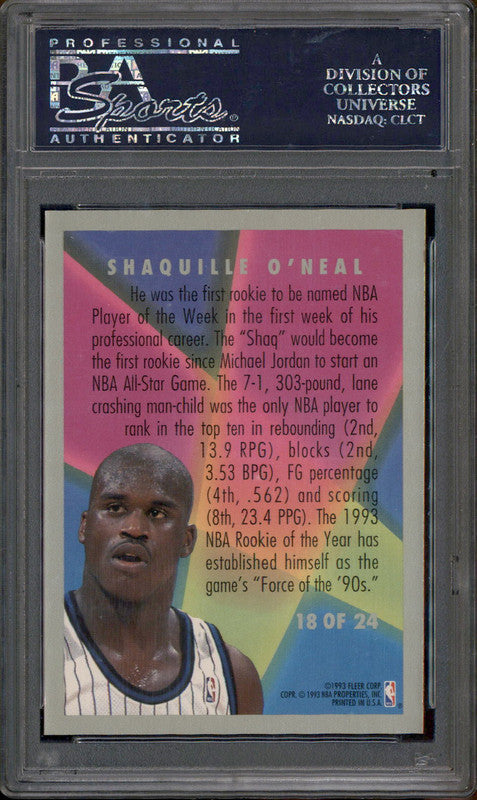 PROFESSIONAL
PSA
Sports®
AUTHENTICATOR
A
DIVISION OF
COLLECTORS
UNIVERSE
NASDAQ: CLCT
SHAQUILLE O'NEAL
He was the first rookie to be named NBA
Player of the Week in the first week of his
professional career. The "Shaq" would become
the first rookie since Michael Jordan to start an
NBA All-Star Game. The 7-1, 303-pound, lane
crashing man-child was the only NBA player to
rank in the top ten in rebounding (2nd,
13.9 RPG), blocks (2nd,
3.53 BPG), FG percentage
(4th, .562) and scoring
(8th, 23.4 PPG). The 1993
NBA Rookie of the Year has
established himself as the
game's "Force of the '90s."
18 OF 24
©1993 FLEER CORP
COPR. © 1993 NBA PROPERTIES, INC.
PRINTED IN U.S.A.